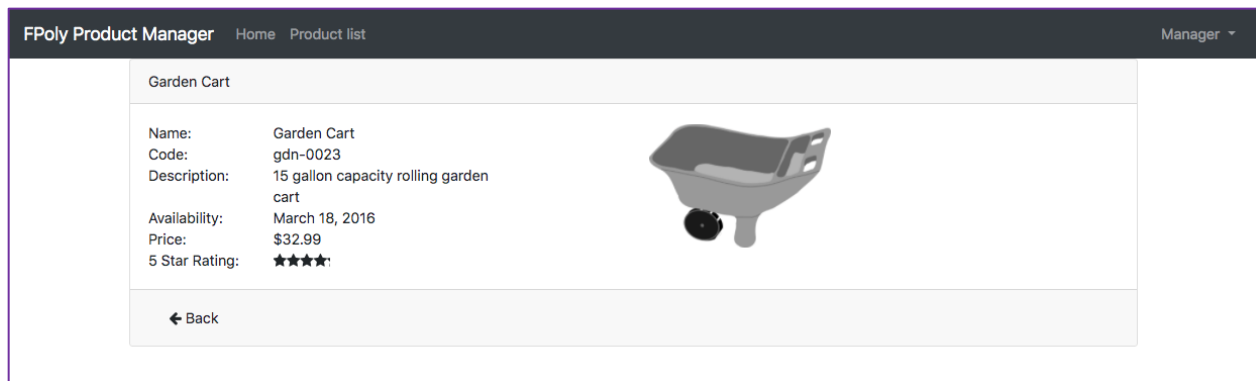 FPoly Product Manager Home Product list Manager
Garden Cart
Name: Garden Cart
Code: gdn-0023
Description: 15 gallon capacity rolling garden
cart
Availability: March 18, 2016
Price: $32.99
5 Star Rating:
Back